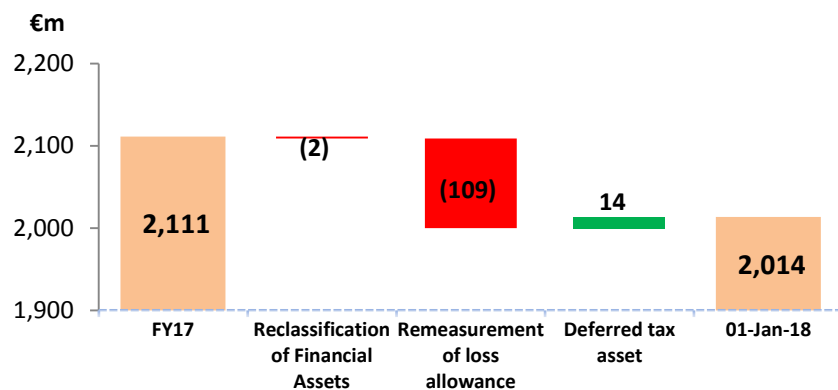 €m
2,200
2,100
2,000
1,900
2,111
(2)
(109)
14
2,014
FY17
Reclassification
of Financial
Assets
Remeasurement
of loss
allowance
Deferred tax
asset
01-Jan-18